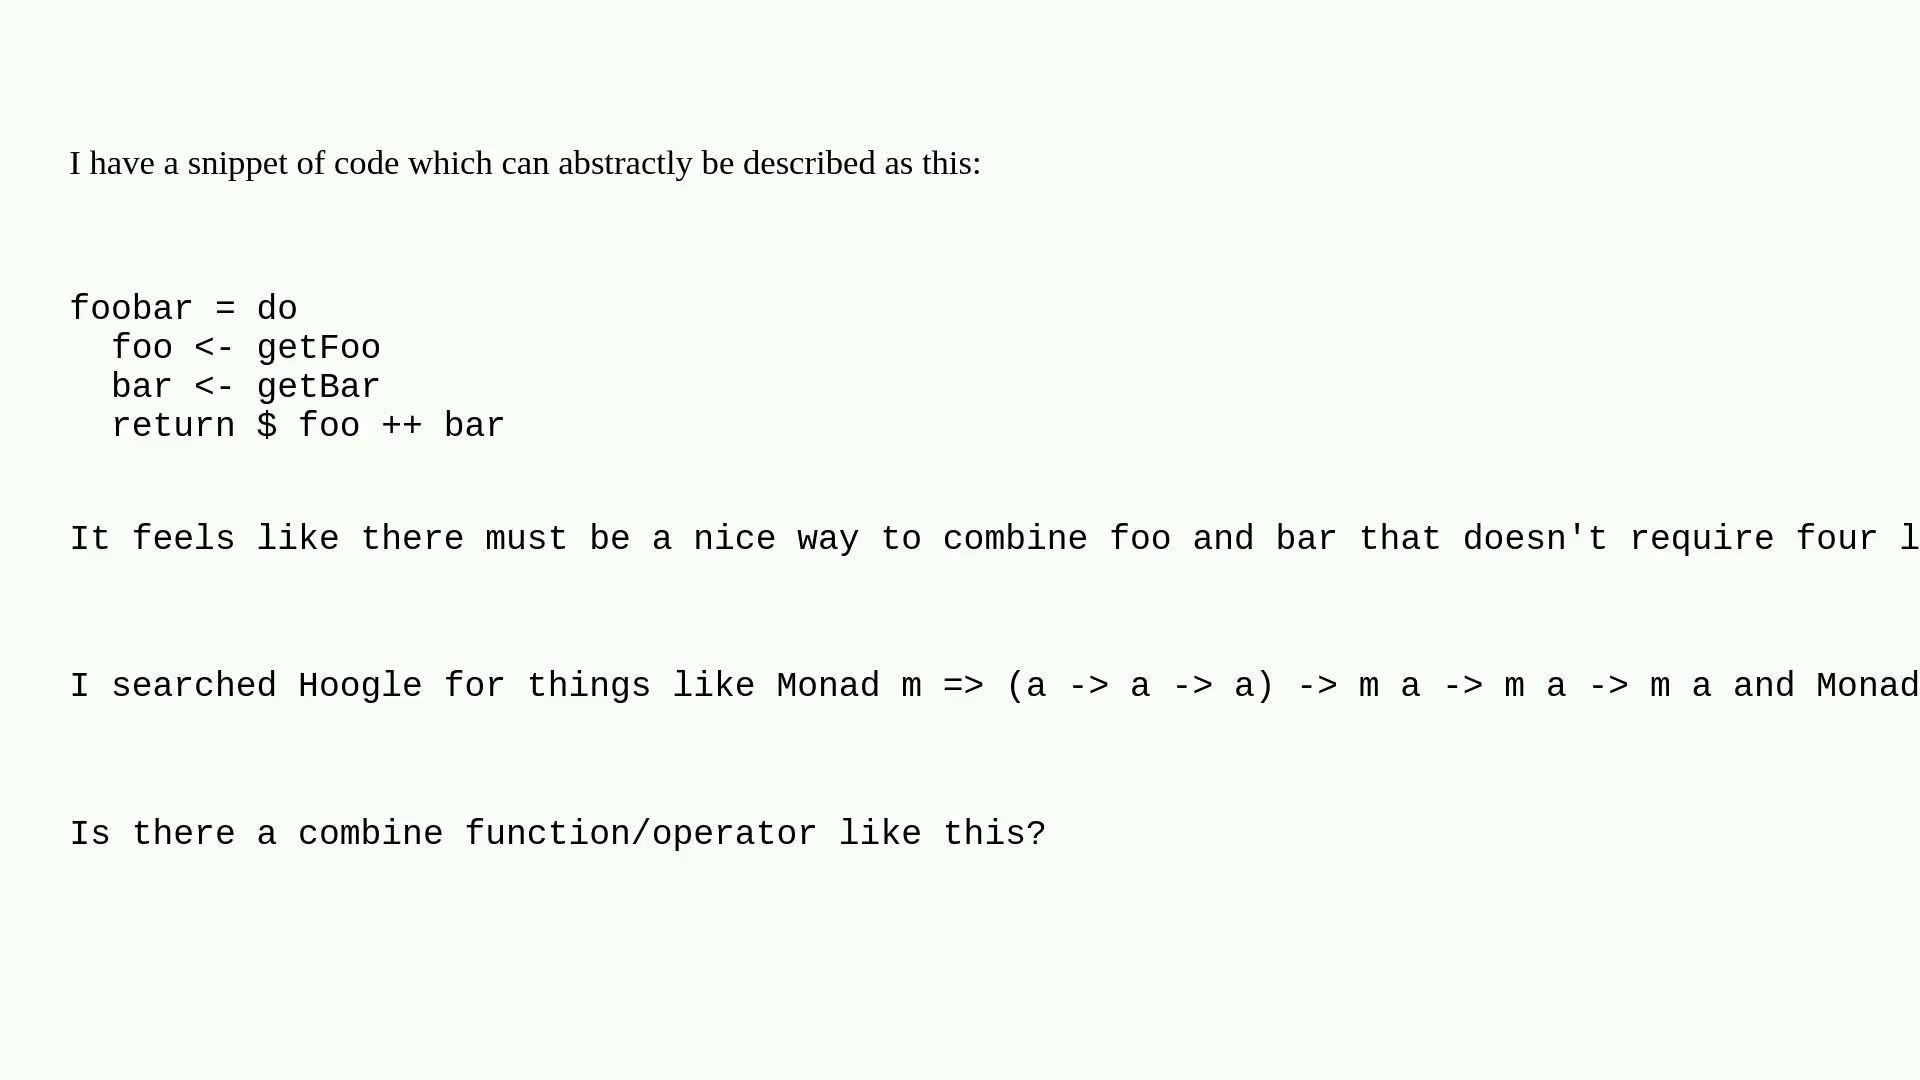 I have a snippet of code which can abstractly be described as this:
foobar = do
  foo <- getFoo
  bar <- getBar
  return $ foo ++ bar
It feels like there must be a nice way to combine foo and bar that doesn't require four
I searched Hoogle for things like Monad m => (a -> a -> a) -> m a -> m a -> m a and Monad
Is there a combine function/operator like this?